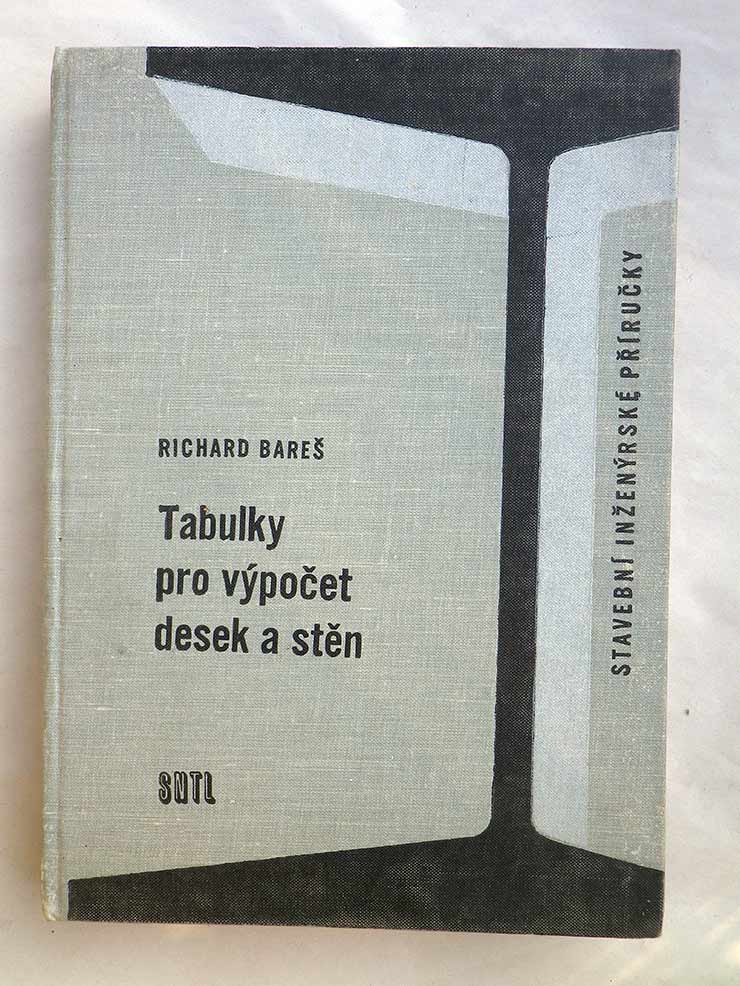 RICHARD BAREŠ
Tabulky
pro výpočet
desek a stěn
SNTL
STAVEBNÍ INŽENÝRSKÉ PŘÍRUČKY